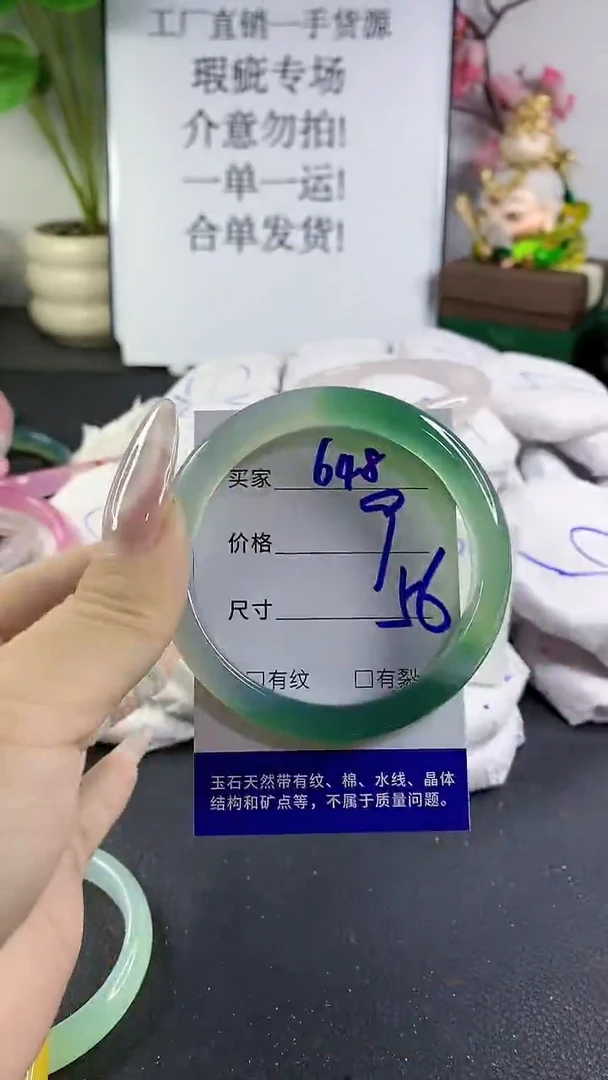 工厂直销一手货源
瑕疵专场
介意勿拍!
一单一运!
合单发货!
买家 648
价格 9
尺寸 56
□有纹 □有裂
玉石天然带有纹、棉、水线、晶体
结构和矿点等，不属于质量问题。